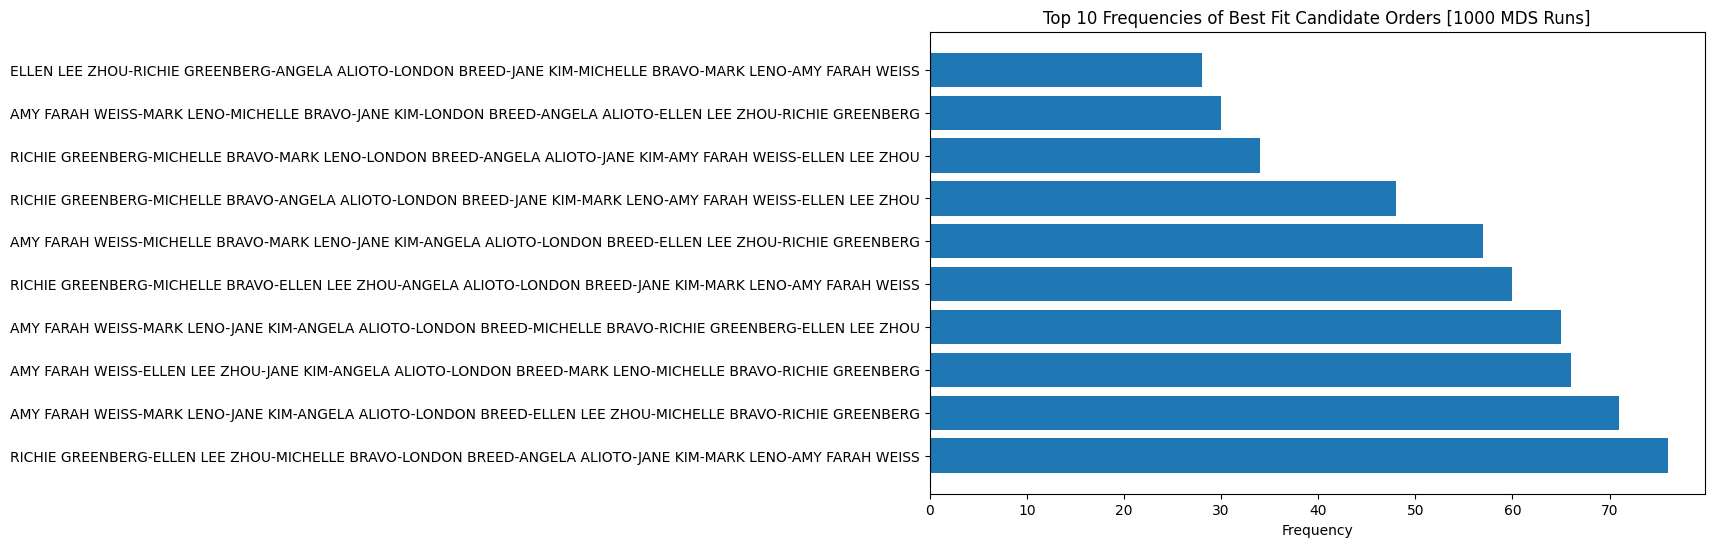 Top 10 Frequencies of Best Fit Candidate Orders [1000 MDS Runs]
ELLEN LEE ZHOU-RICHIE GREENBERG-ANGELA ALIOTO-LONDON BREED-JANE KIM-MICHELLE BRAVO-MARK LENO-AMY FARAH WEISS
AMY FARAH WEISS-MARK LENO-MICHELLE BRAVO-JANE KIM-LONDON BREED-ANGELA ALIOTO-ELLEN LEE ZHOU-RICHIE GREENBERG
RICHIE GREENBERG-MICHELLE BRAVO-MARK LENO-LONDON BREED-ANGELA ALIOTO-JANE KIM-AMY FARAH WEISS-ELLEN LEE ZHOU
RICHIE GREENBERG-MICHELLE BRAVO-ANGELA ALIOTO-LONDON BREED-JANE KIM-MARK LENO-AMY FARAH WEISS-ELLEN LEE ZHOU
AMY FARAH WEISS-MICHELLE BRAVO-MARK LENO-JANE KIM-ANGELA ALIOTO-LONDON BREED-ELLEN LEE ZHOU-RICHIE GREENBERG
RICHIE GREENBERG-MICHELLE BRAVO-ELLEN LEE ZHOU-ANGELA ALIOTO-LONDON BREED-JANE KIM-MARK LENO-AMY FARAH WEISS
AMY FARAH WEISS-MARK LENO-JANE KIM-ANGELA ALIOTO-LONDON BREED-MICHELLE BRAVO-RICHIE GREENBERG-ELLEN LEE ZHOU
AMY FARAH WEISS-ELLEN LEE ZHOU-JANE KIM-ANGELA ALIOTO-LONDON BREED-MARK LENO-MICHELLE BRAVO-RICHIE GREENBERG
AMY FARAH WEISS-MARK LENO-JANE KIM-ANGELA ALIOTO-LONDON BREED-ELLEN LEE ZHOU-MICHELLE BRAVO-RICHIE GREENBERG
RICHIE GREENBERG-ELLEN LEE ZHOU-MICHELLE BRAVO-LONDON BREED-ANGELA ALIOTO-JANE KIM-MARK LENO-AMY FARAH WEISS
0 10 20 30 40 50 60 70
Frequency